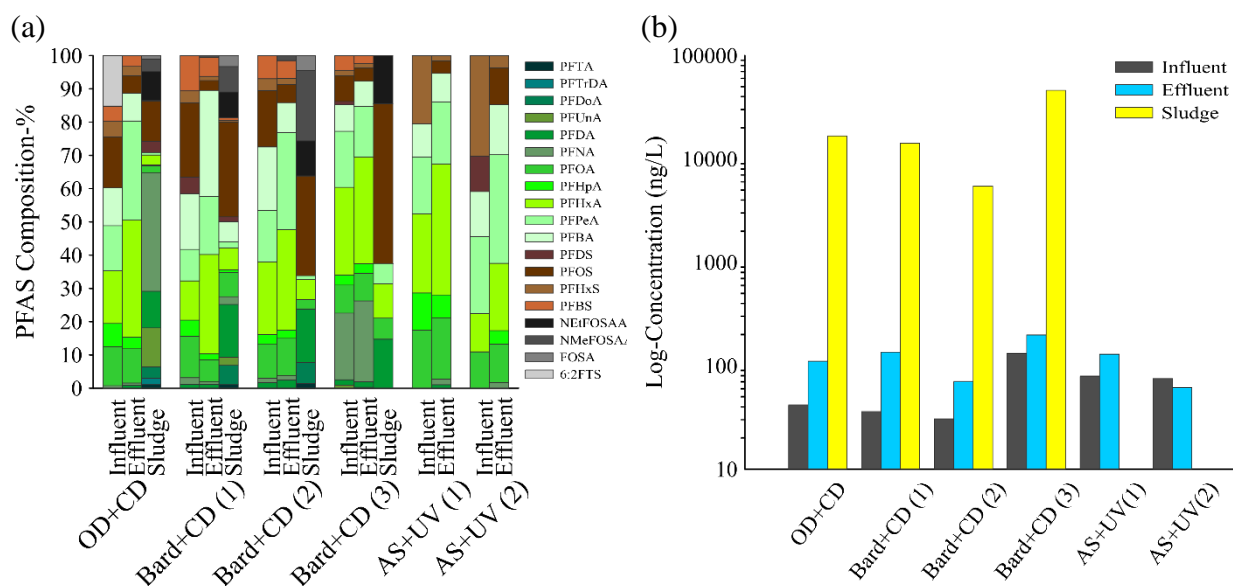 (a)
PFAS Composition-%
100
90
80
70
60
50
40
30
20
10
0
Influent
Effluent
Sludge
Influent
Effluent
Sludge
Influent
Effluent
Sludge
Influent
Effluent
Sludge
Influent
Effluent
Influent
Effluent
OD+CD
Bard+CD (1)
Bard+CD (2)
Bard+CD (3)
AS+UV (1)
AS+UV (2)
PFTA
PFTrDA
PFDoA
PFUnA
PFDA
PFNA
PFOA
PFHpA
PFHxA
PFPeA
PFBA
PFDS
PFOS
PFHxS
PFBS
NEtFOSAA
NMeFOSAA
FOSA
6:2FTS
(b)
Log-Concentration (ng/L)
100000
10000
1000
100
10
Influent
Effluent
Sludge
OD+CD
Bard+CD (1)
Bard+CD (2)
Bard+CD (3)
AS+UV(1)
AS+UV(2)